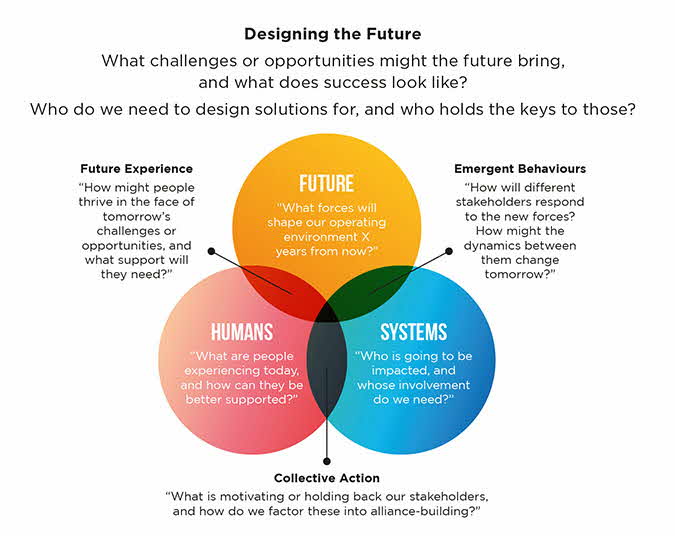 Designing the Future
What challenges or opportunities might the future bring,
and what does success look like?
Who do we need to design solutions for, and who holds the keys to those?
Future Experience
“How might people
thrive in the face of
tomorrow’s
challenges or
opportunities, and
what support will
they need?”
FUTURE
“What forces will
shape our operating
environment X
years from now?”
Emergent Behaviours
“How will different
stakeholders respond
to the new forces?
How might the
dynamics between
them change
tomorrow?”
HUMANS
“What are people
experiencing today,
and how can they be
better supported?”
SYSTEMS
“Who is going to be
impacted, and
whose involvement
do we need?”
Collective Action
“What is motivating or holding back our stakeholders,
and how do we factor these into alliance-building?”